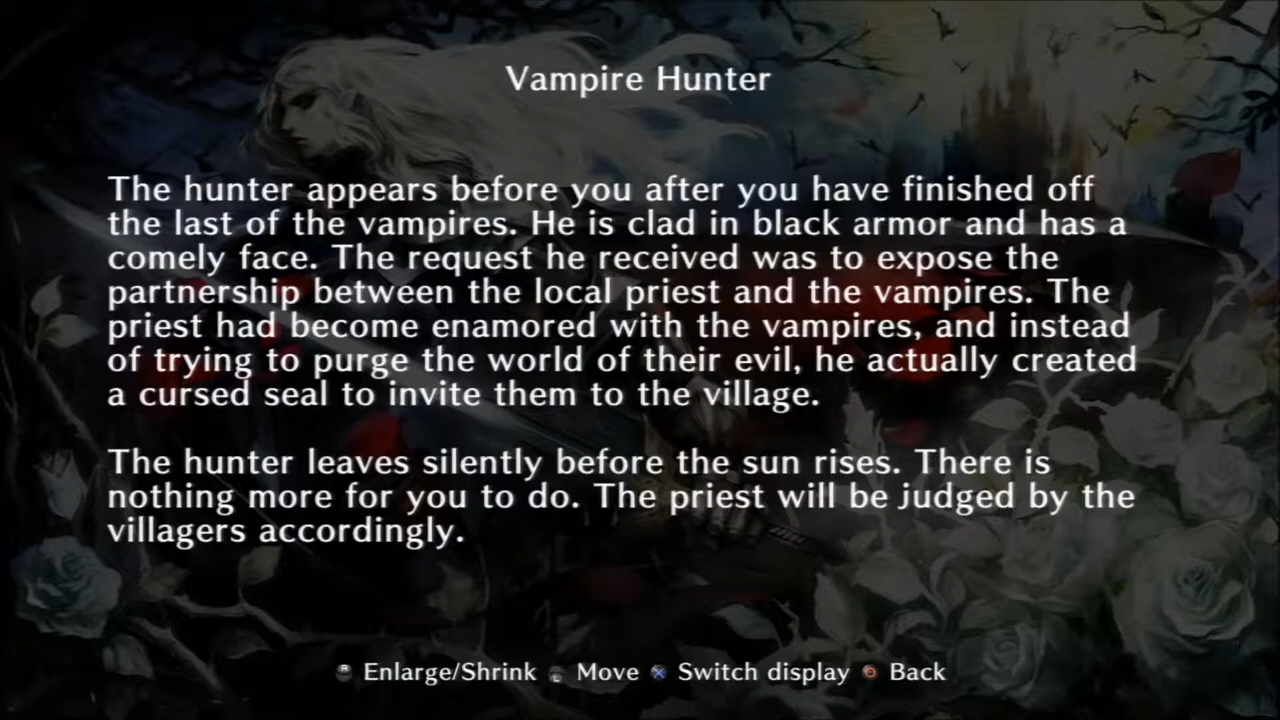 Vampire Hunter
The hunter appears before you after you have finished off
the last of the vampires. He is clad in black armor and has a
comely face. The request he received was to expose the
partnership between the local priest and the vampires. The
priest had become enamored with the vampires, and instead
of trying to purge the world of their evil, he actually created
a cursed seal to invite them to the village.
The hunter leaves silently before the sun rises. There is
nothing more for you to do. The priest will be judged by the
villagers accordingly.
R Enlarge/Shrink L Move Switch display Back